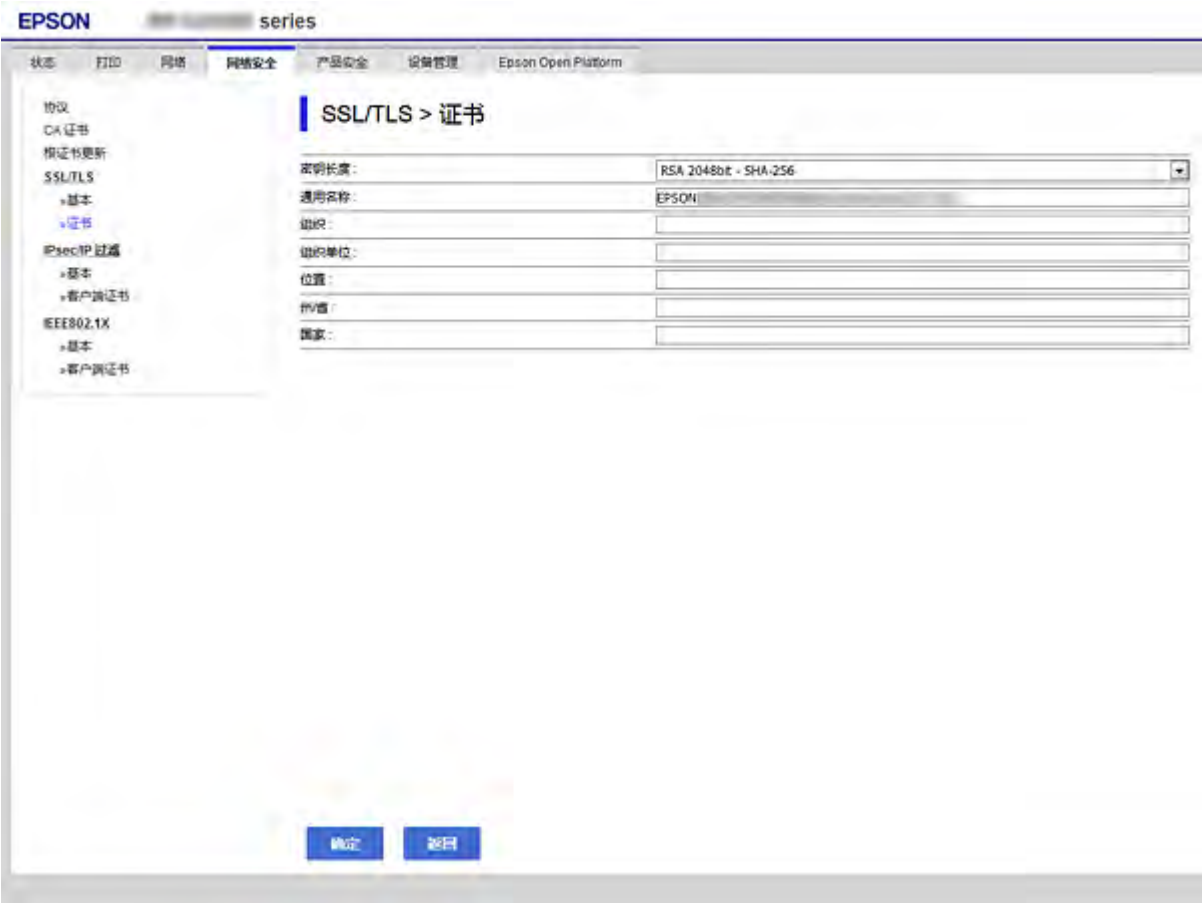 EPSON series
状态 打印 网络 网络安全 产品安全 设备管理 Epson Open Platform
协议
CA 证书
根证书更新
SSL/TLS
»基本
»证书
IPsec/IP 过滤
»基本
»客户端证书
IEEE802.1X
»基本
»客户端证书
SSL/TLS > 证书
密钥长度 : RSA 2048bit - SHA-256
通用名称 : EPSON
组织 :
组织单位 :
位置 :
州/省 :
国家 :
确定 返回